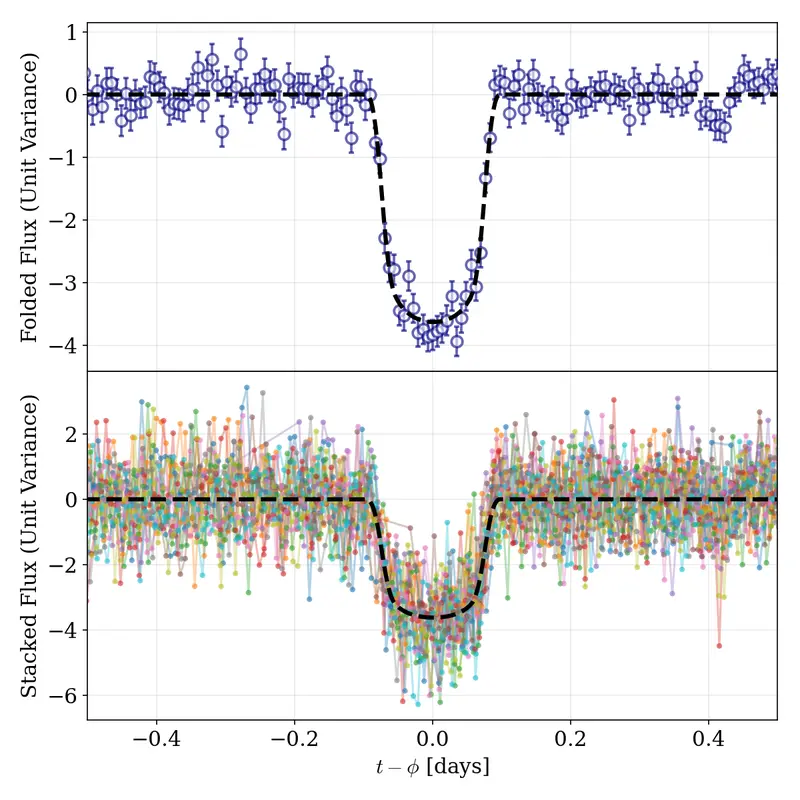 Folded Flux (Unit Variance)
1
0
−1
−2
−3
−4
Stacked Flux (Unit Variance)
2
0
−2
−4
−6
−0.4 −0.2 0.0 0.2 0.4
t − ϕ [days]